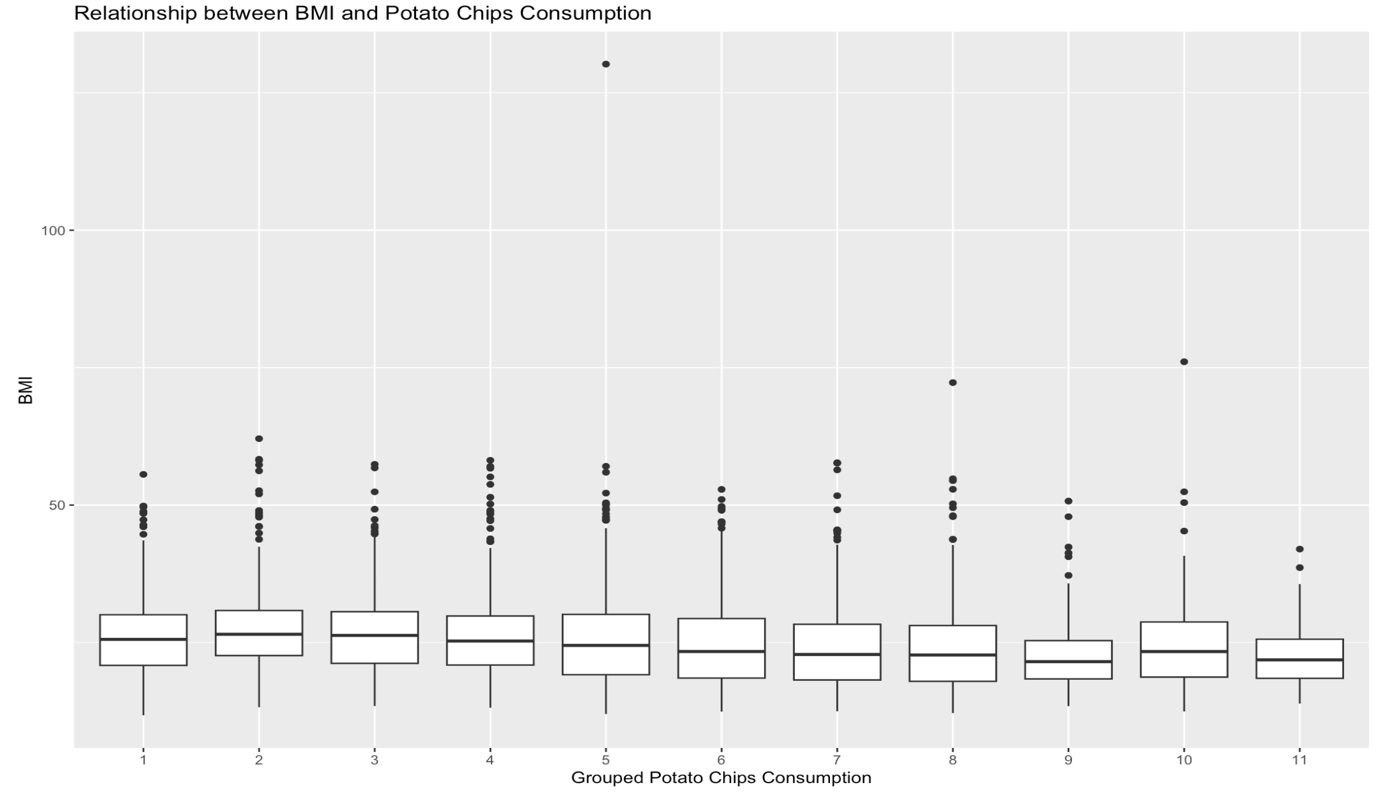 Relationship between BMI and Potato Chips Consumption
100
BMI
50
1 2 3 4 5 6 7 8 9 10 11
Grouped Potato Chips Consumption